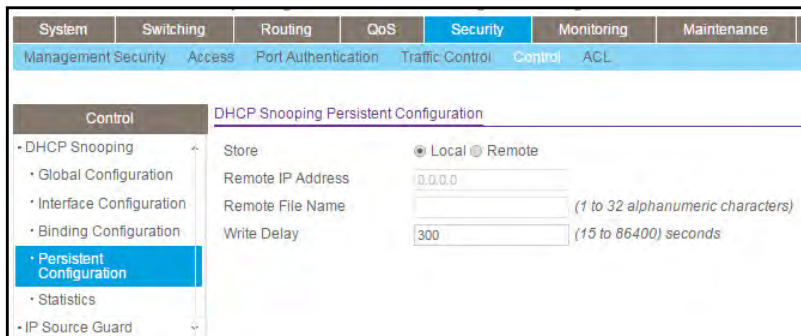 System Switching Routing QoS Security Monitoring Maintenance
Management Security Access Port Authentication Traffic Control Control ACL
Control
DHCP Snooping
Global Configuration
Interface Configuration
Binding Configuration
Persistent
Configuration
Statistics
IP Source Guard
DHCP Snooping Persistent Configuration
Store Local Remote
Remote IP Address 0.0.0.0
Remote File Name (1 to 32 alphanumeric characters)
Write Delay 300 (15 to 86400) seconds